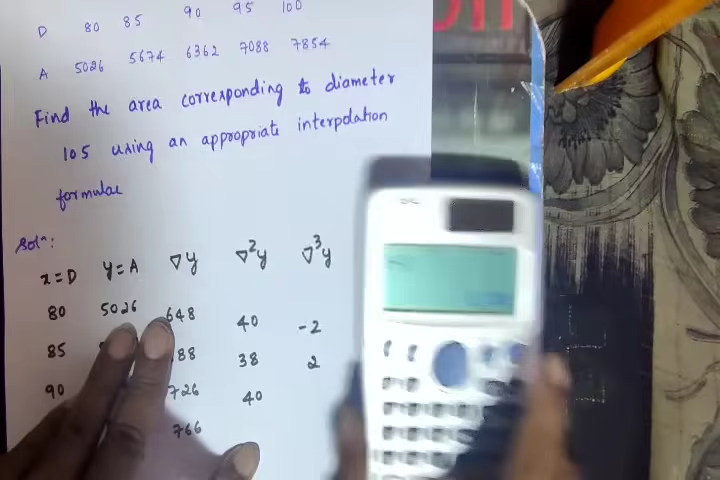 D 80 85 90 95 100
A 5026 5674 6362 7088 7854
Find the area corresponding to diameter
105 using an appropriate interpolation
formulae
Solⁿ:
x=D y=A ∇y ∇²y ∇³y
80 5026 648 40 -2
85 88 38 2
90 726 40
766